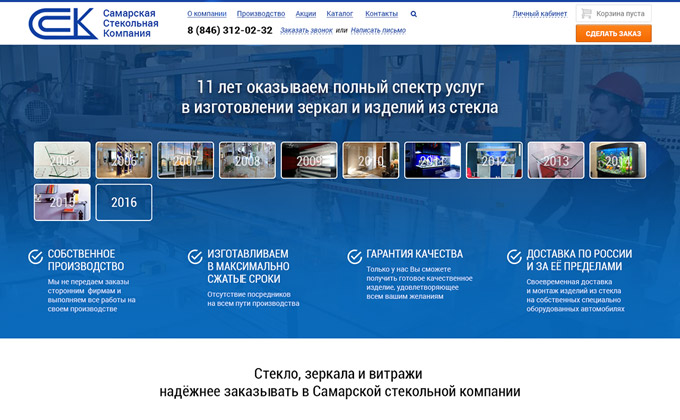 ССК
Самарская
Стекольная
Компания
О компании Производство Акции Каталог Контакты
8 (846) 312-02-32 Заказать звонок или Написать письмо
Личный кабинет
Корзина пуста
СДЕЛАТЬ ЗАКАЗ
11 лет оказываем полный спектр услуг
в изготовлении зеркал и изделий из стекла
2005 2006 2007 2008 2009 2010 2011 2012 2013 2014
2015 2016
СОБСТВЕННОЕ
ПРОИЗВОДСТВО
Мы не передаем заказы
сторонним фирмам и
выполняем все работы на
своем производстве
ИЗГОТАВЛИВАЕМ
В МАКСИМАЛЬНО
СЖАТЫЕ СРОКИ
Отсутствие посредников
на всем пути производства
ГАРАНТИЯ КАЧЕСТВА
Только у нас Вы сможете
получить готовое качественное
изделие, удовлетворяющее
всем вашим желаниям
ДОСТАВКА ПО РОССИИ
И ЗА ЕЁ ПРЕДЕЛАМИ
Своевременная доставка
и монтаж изделий из стекла
на собственных специально
оборудованных автомобилях
Стекло, зеркала и витражи
надёжнее заказывать в Самарской стекольной компании